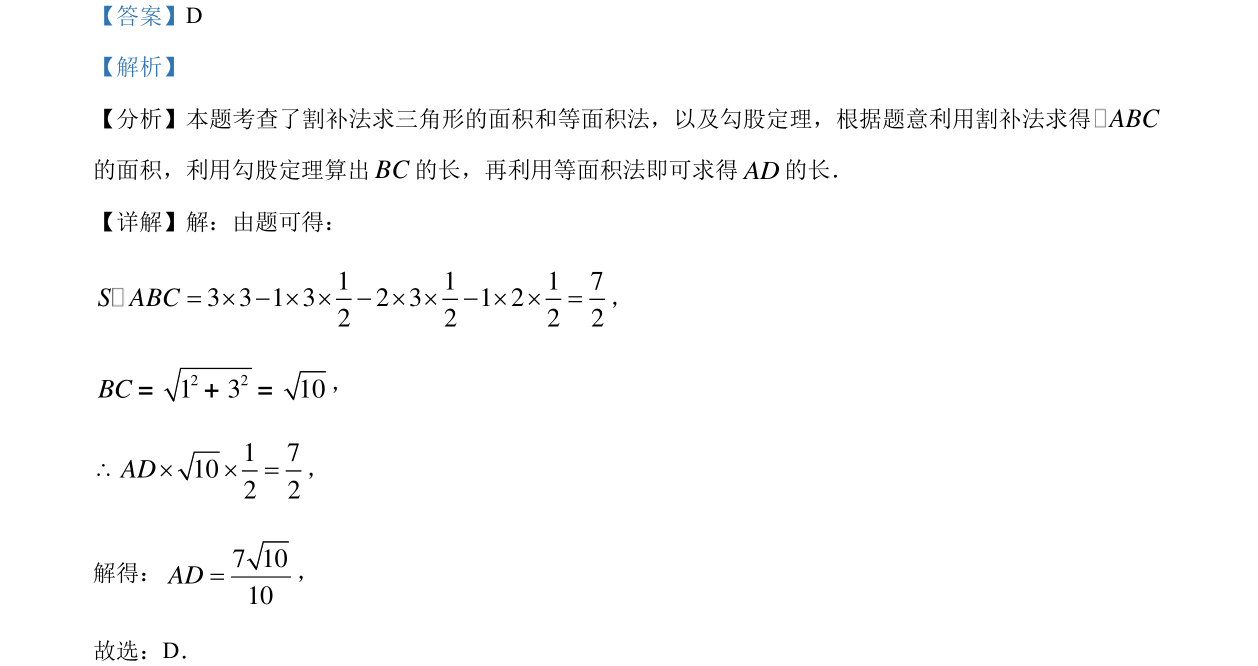 【答案】D
【解析】
【分析】本题考查了割补法求三角形的面积和等面积法，以及勾股定理，根据题意利用割补法求得□ABC
的面积，利用勾股定理算出 BC 的长，再利用等面积法即可求得 AD 的长．
【详解】解：由题可得：
S□ABC = 3×3−1×3×1/2−2×3×1/2−1×2×1/2 = 7/2，
BC = √(1²+3²) = √10，
∴ AD×√10×1/2 = 7/2，
解得：AD = 7√10/10，
故选：D．